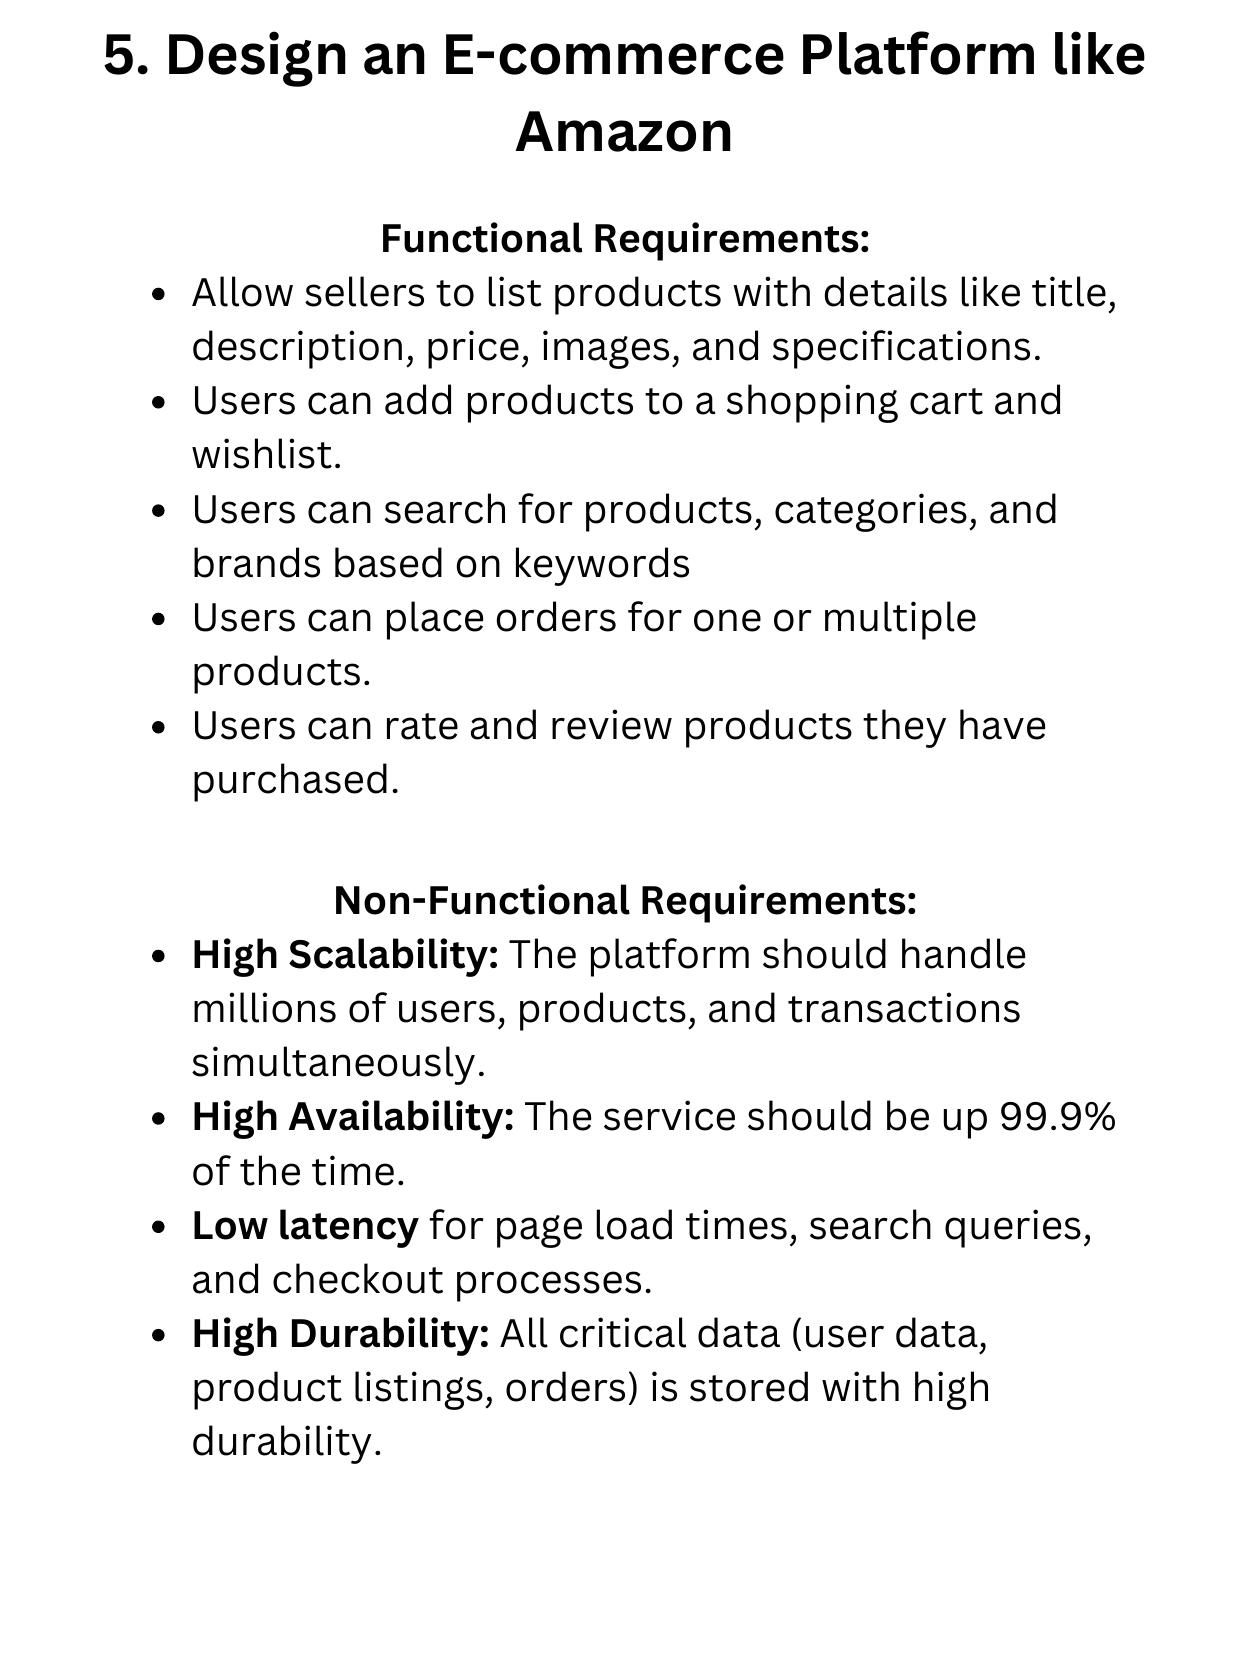 5. Design an E-commerce Platform like
Amazon
Functional Requirements:
• Allow sellers to list products with details like title,
description, price, images, and specifications.
• Users can add products to a shopping cart and
wishlist.
• Users can search for products, categories, and
brands based on keywords
• Users can place orders for one or multiple
products.
• Users can rate and review products they have
purchased.
Non-Functional Requirements:
• High Scalability: The platform should handle
millions of users, products, and transactions
simultaneously.
• High Availability: The service should be up 99.9%
of the time.
• Low latency for page load times, search queries,
and checkout processes.
• High Durability: All critical data (user data,
product listings, orders) is stored with high
durability.